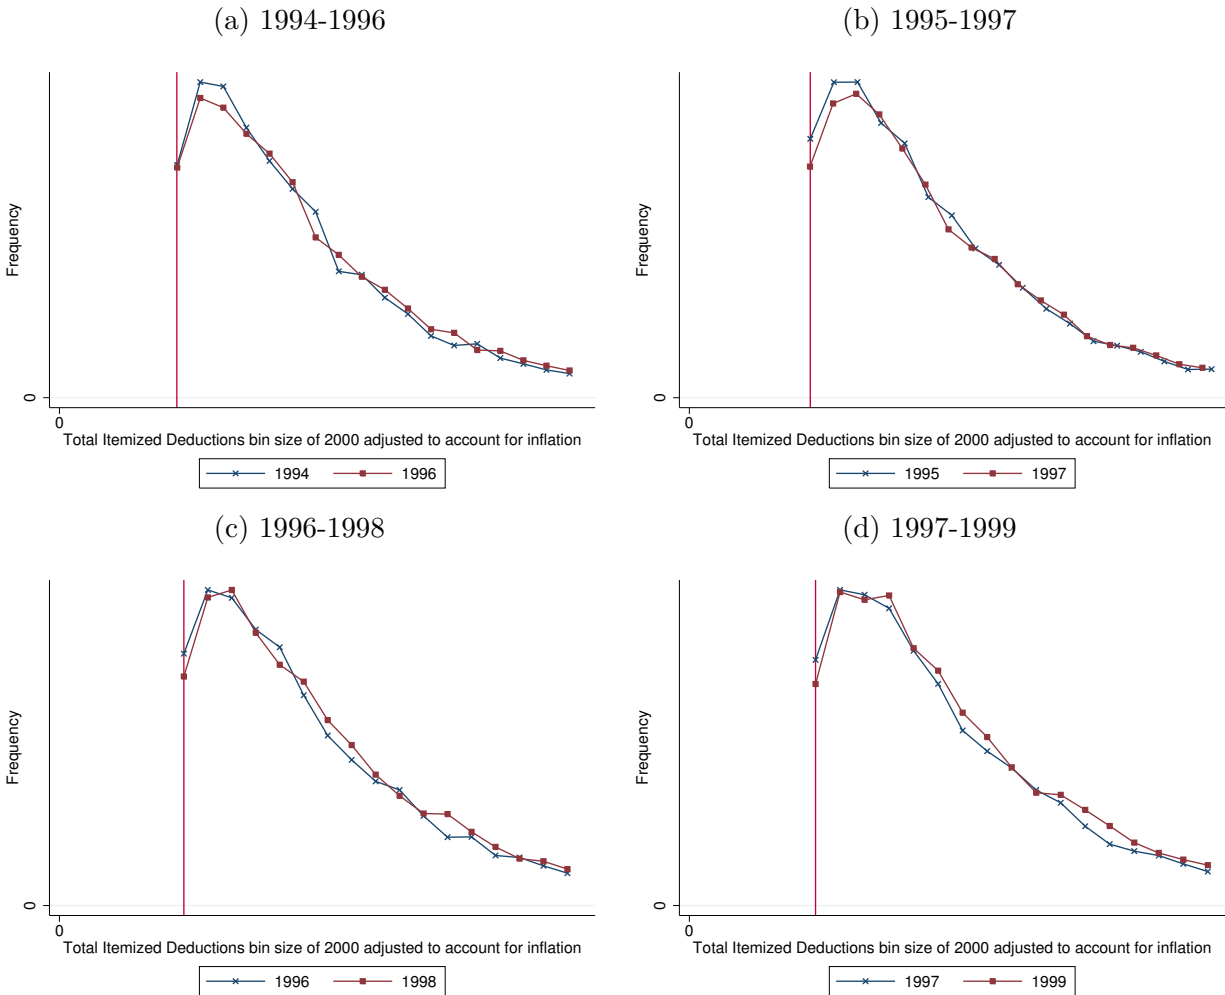 (a) 1994-1996
Frequency
0
0
Total Itemized Deductions bin size of 2000 adjusted to account for inflation
1994 1996
(b) 1995-1997
Frequency
0
0
Total Itemized Deductions bin size of 2000 adjusted to account for inflation
1995 1997
(c) 1996-1998
Frequency
0
0
Total Itemized Deductions bin size of 2000 adjusted to account for inflation
1996 1998
(d) 1997-1999
Frequency
0
0
Total Itemized Deductions bin size of 2000 adjusted to account for inflation
1997 1999